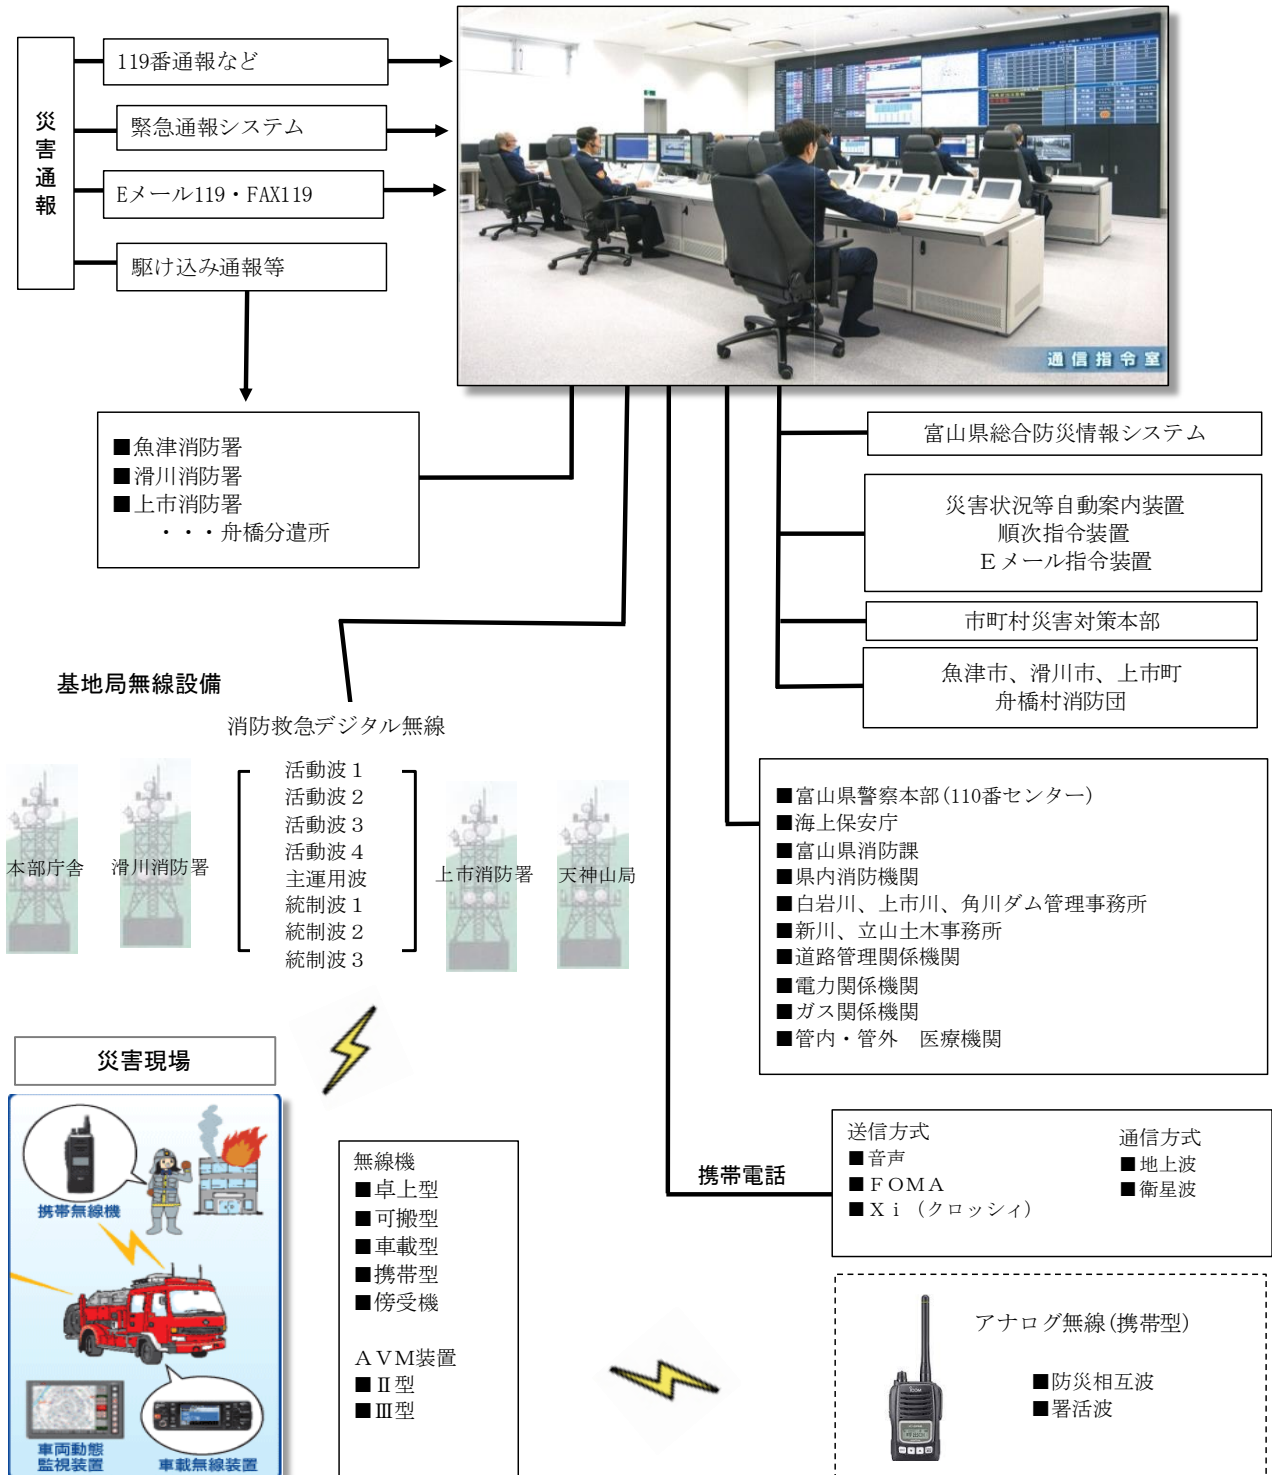 災害通報
119番通報など
緊急通報システム
Eメール119・FAX119
駆け込み通報等
通信指令室
■魚津消防署
■滑川消防署
■上市消防署
・・・舟橋分遣所
富山県総合防災情報システム
災害状況等自動案内装置
順次指令装置
Eメール指令装置
市町村災害対策本部
魚津市、滑川市、上市町
舟橋村消防団
基地局無線設備
消防救急デジタル無線
活動波1
活動波2
活動波3
活動波4
主運用波
統制波1
統制波2
統制波3
本部庁舎
滑川消防署
上市消防署
天神山局
■富山県警察本部(110番センター)
■海上保安庁
■富山県消防課
■県内消防機関
■白岩川、上市川、角川ダム管理事務所
■新川、立山土木事務所
■道路管理関係機関
■電力関係機関
■ガス関係機関
■管内・管外　医療機関
災害現場
携帯無線機
車両動態
監視装置
車載無線装置
無線機
■卓上型
■可搬型
■車載型
■携帯型
■傍受機
AVM装置
■Ⅱ型
■Ⅲ型
携帯電話
送信方式
■音声
■FOMA
■Xi（クロッシィ）
通信方式
■地上波
■衛星波
アナログ無線(携帯型)
■防災相互波
■署活波
ICOM